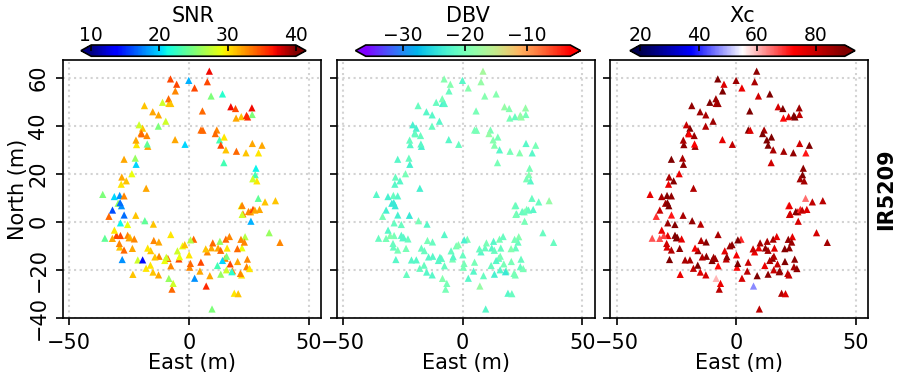 SNR DBV Xc
10 20 30 40 −30 −20 −10 20 40 60 80
60
40
20
0
−20
−40
North (m)
IR5209
−50 0 50 −50 0 50 −50 0 50
East (m) East (m) East (m)